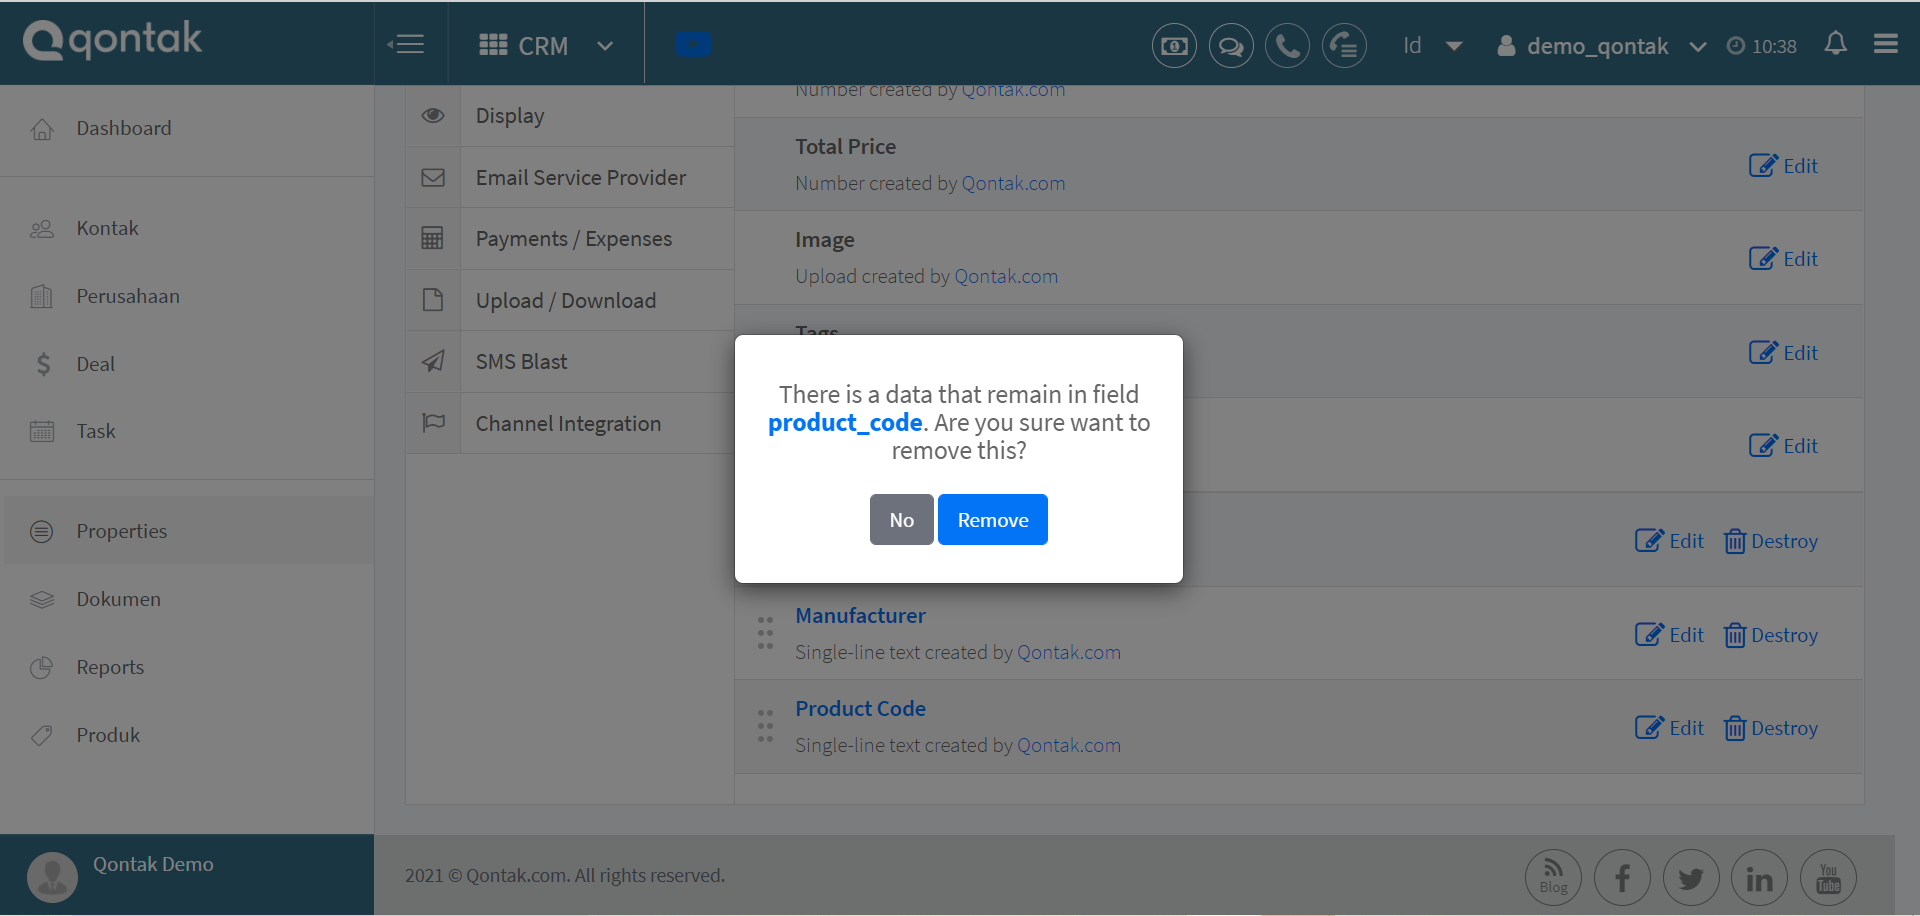 qontak
CRM
Id
demo_qontak
10:38
Dashboard
Kontak
Perusahaan
Deal
Task
Properties
Dokumen
Reports
Produk
Qontak Demo
Display
Email Service Provider
Payments / Expenses
Upload / Download
SMS Blast
Channel Integration
Number created by Qontak.com
Total Price
Number created by Qontak.com
Edit
Image
Upload created by Qontak.com
Edit
Tags
Edit
Edit
There is a data that remain in field
product_code. Are you sure want to
remove this?
No
Remove
Edit
Destroy
Manufacturer
Single-line text created by Qontak.com
Edit
Destroy
Product Code
Single-line text created by Qontak.com
Edit
Destroy
2021 © Qontak.com. All rights reserved.
Blog
You
Tube